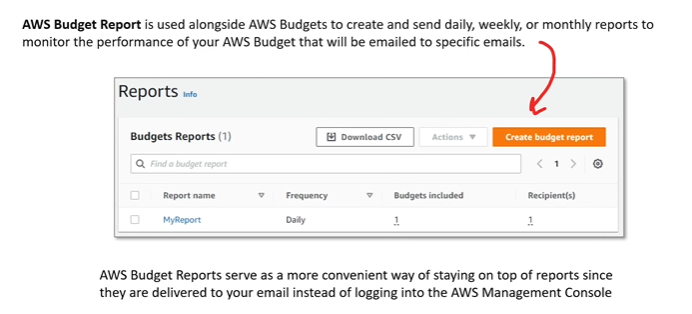 AWS Budget Report is used alongside AWS Budgets to create and send daily, weekly, or monthly reports to
monitor the performance of your AWS Budget that will be emailed to specific emails.
Reports Info
Budgets Reports (1)
Download CSV
Actions
Create budget report
Find a budget report
1
Report name
Frequency
Budgets included
Recipient(s)
MyReport
Daily
1
1
AWS Budget Reports serve as a more convenient way of staying on top of reports since
they are delivered to your email instead of logging into the AWS Management Console